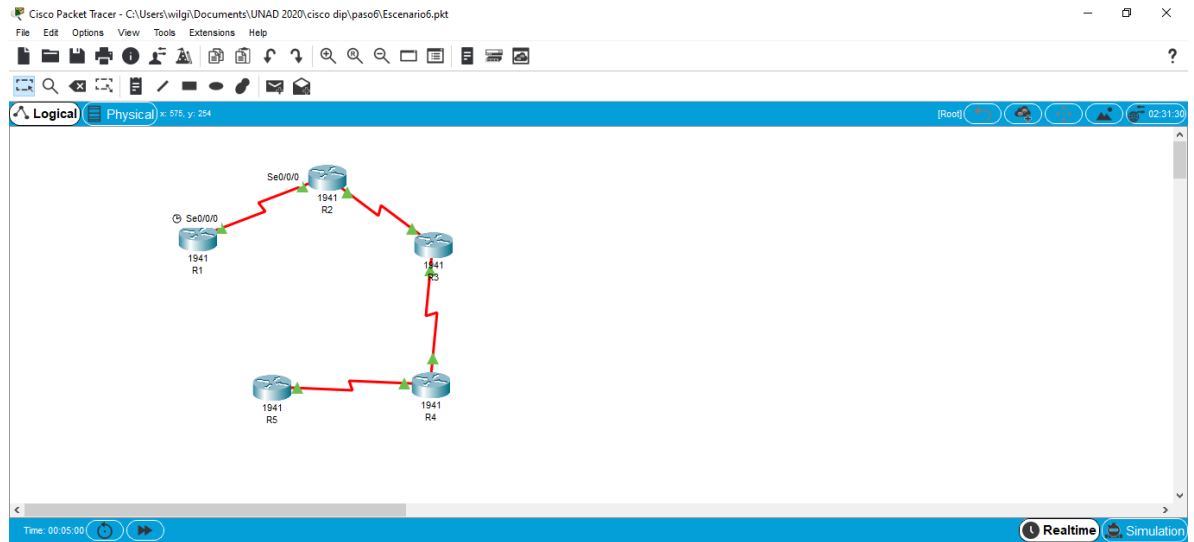 Cisco Packet Tracer - C:\Users\wilgi\Documents\UNAD 2020\cisco dip\paso6\Escenario6.pkt
File Edit Options View Tools Extensions Help
?
Logical Physical x: 575, y: 254 [Root] 02:31:30
Se0/0/0
1941
R2
Se0/0/0
1941
R1
1941
R3
1941
R5
1941
R4
Time: 00:05:00 Realtime Simulation